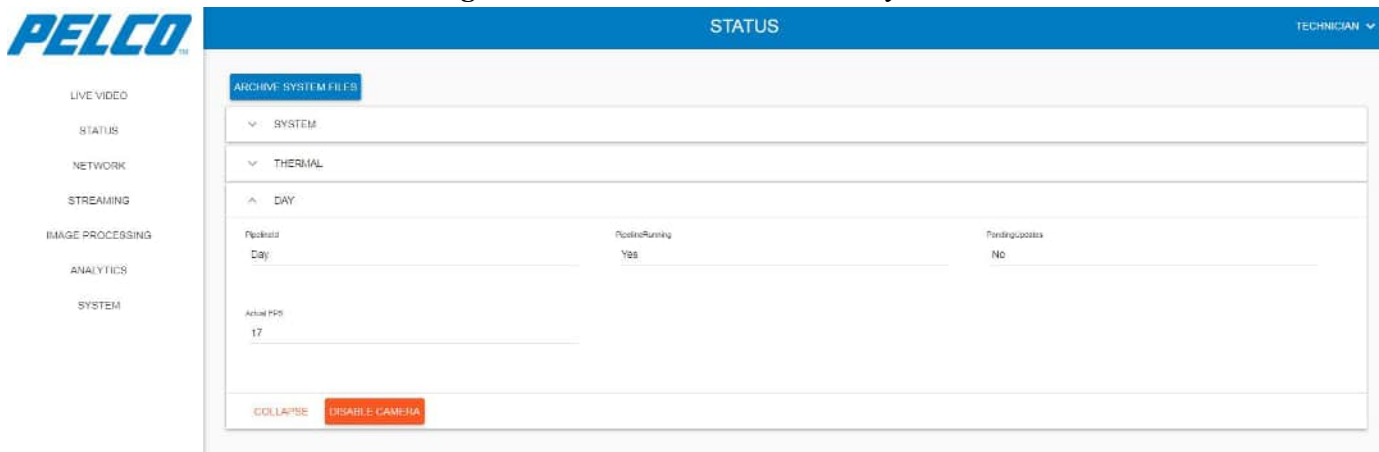 PELCO™
STATUS
TECHNICIAN
LIVE VIDEO
STATUS
NETWORK
STREAMING
IMAGE PROCESSING
ANALYTICS
SYSTEM
ARCHIVE SYSTEM FILES
SYSTEM
THERMAL
DAY
PipelineId PipelineRunning PendingUpdates
Day Yes No
Actual FPS
17
COLLAPSE DISABLE CAMERA